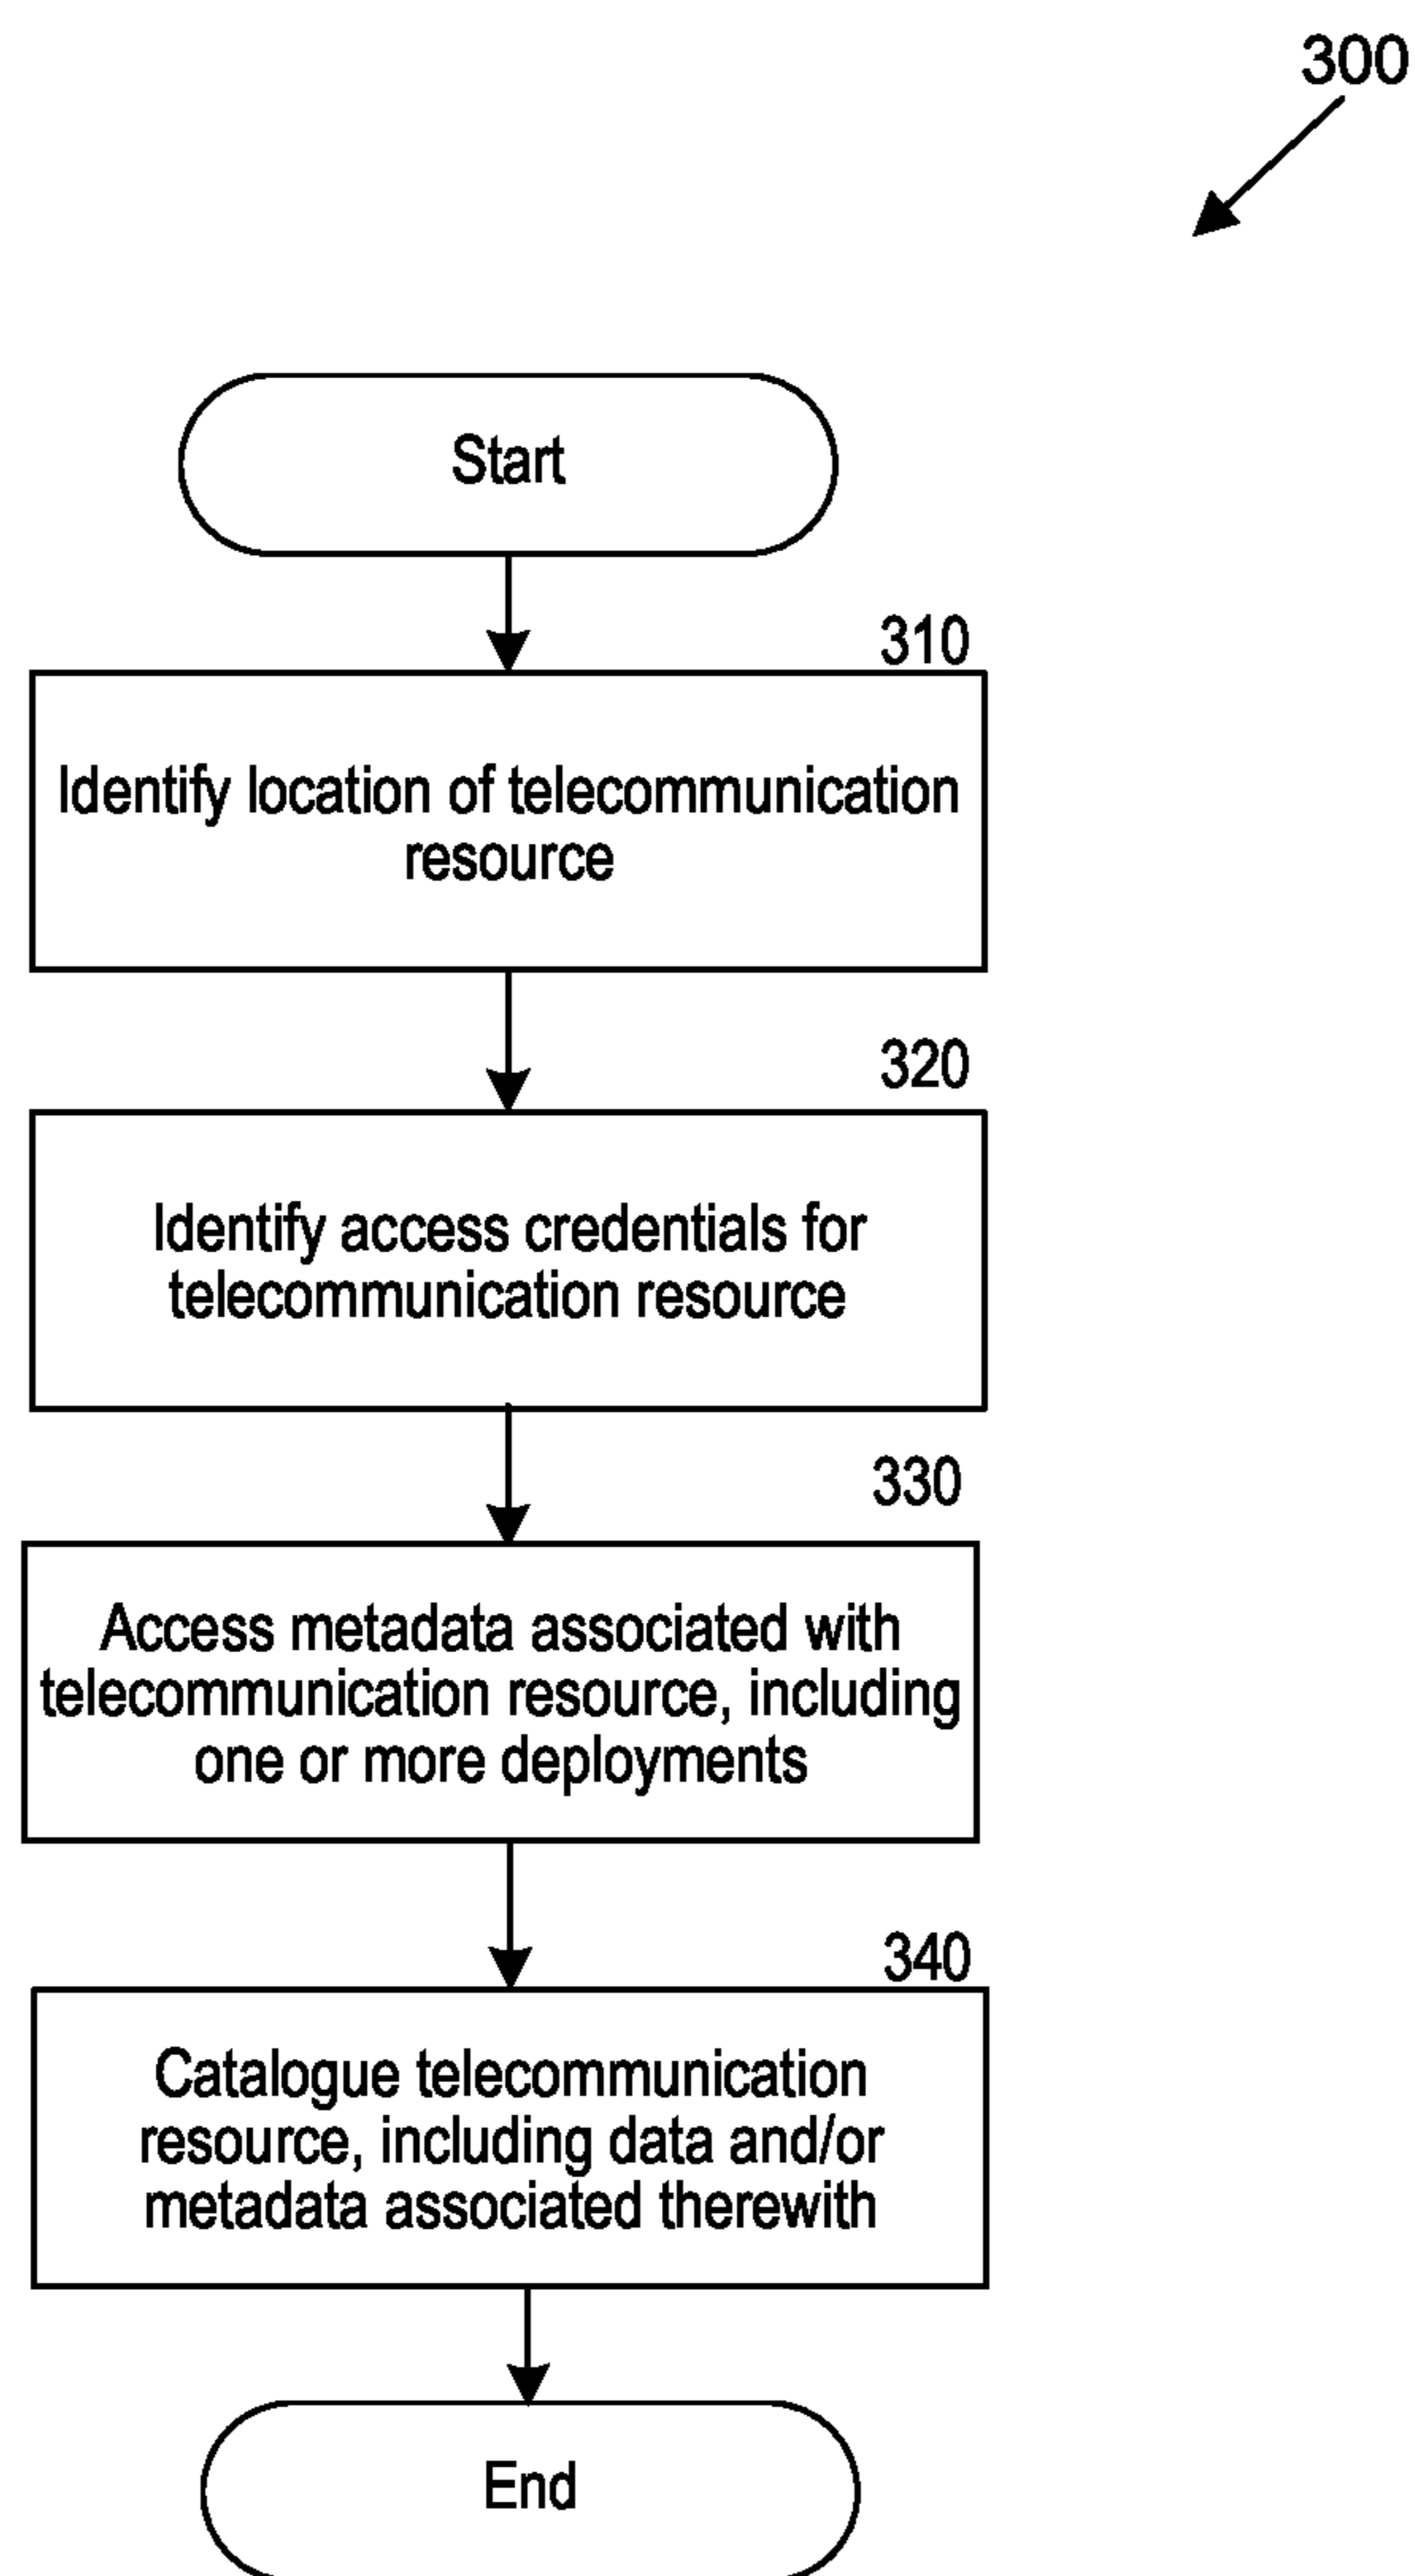 300
Start
310
Identify location of telecommunication
resource
320
Identify access credentials for
telecommunication resource
330
Access metadata associated with
telecommunication resource, including
one or more deployments
340
Catalogue telecommunication
resource, including data and/or
metadata associated therewith
End